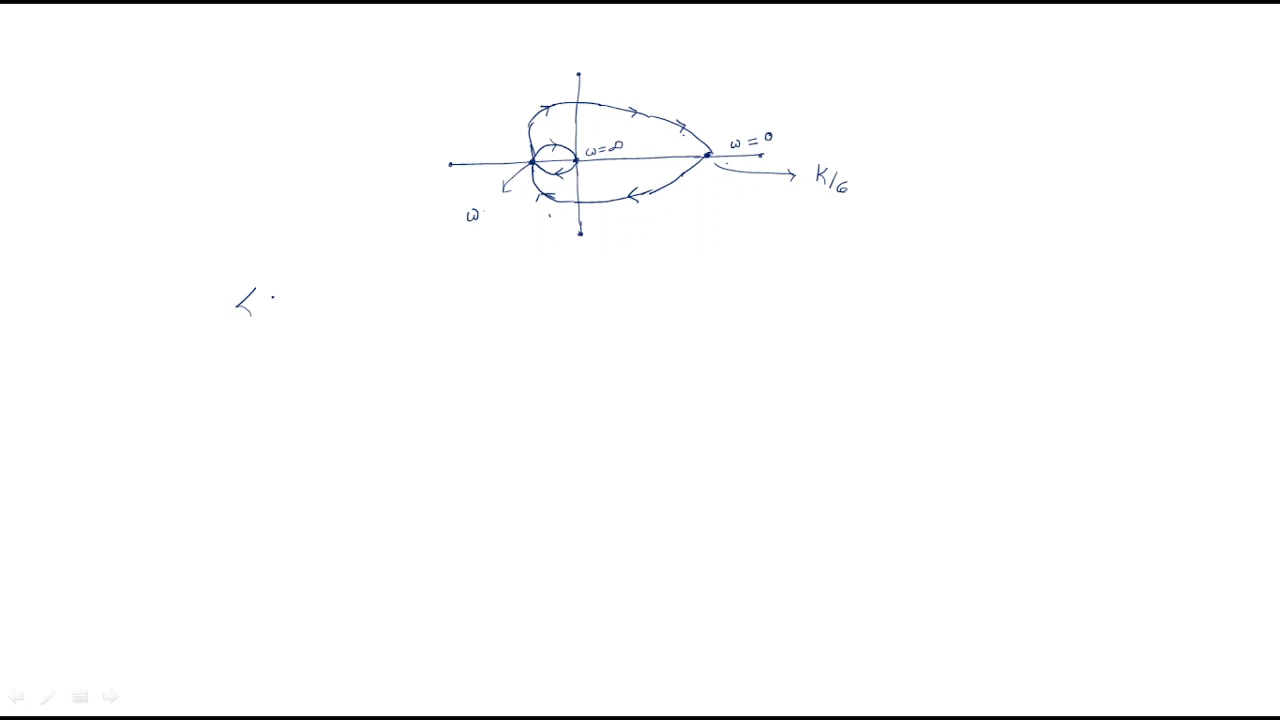 ω = 0
ω=∞
K/6
ω
<